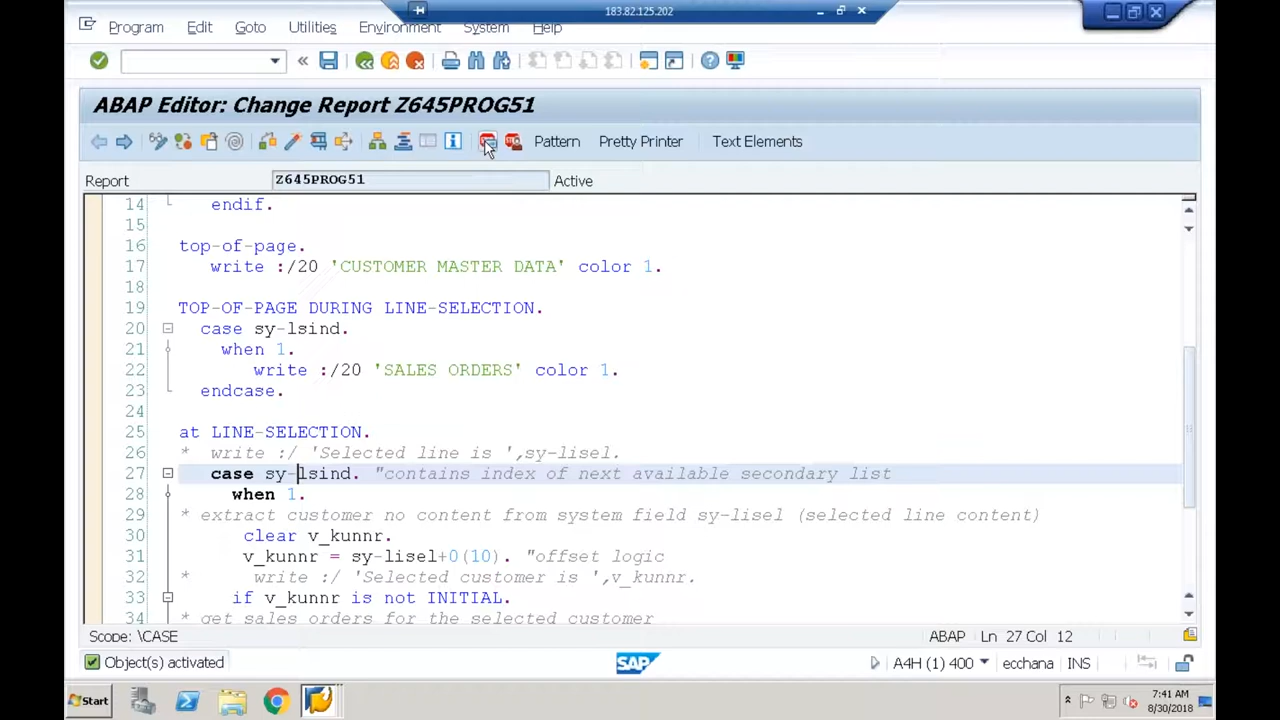 183.82.125.202
Program Edit Goto Utilities Environment System Help
ABAP Editor: Change Report Z645PROG51
Pattern Pretty Printer Text Elements
Report Z645PROG51 Active
14 endif.
15
16 top-of-page.
17 write :/20 'CUSTOMER MASTER DATA' color 1.
18
19 TOP-OF-PAGE DURING LINE-SELECTION.
20 case sy-lsind.
21 when 1.
22 write :/20 'SALES ORDERS' color 1.
23 endcase.
24
25 at LINE-SELECTION.
26 * write :/ 'Selected line is ',sy-lisel.
27 case sy-lsind. "contains index of next available secondary list
28 when 1.
29 * extract customer no content from system field sy-lisel (selected line content)
30 clear v_kunnr.
31 v_kunnr = sy-lisel+0(10). "offset logic
32 * write :/ 'Selected customer is ',v_kunnr.
33 if v_kunnr is not INITIAL.
34 * get sales orders for the selected customer
Scope: \CASE ABAP Ln 27 Col 12
Object(s) activated SAP A4H (1) 400 ecchana INS
Start 7:41 AM
8/30/2018